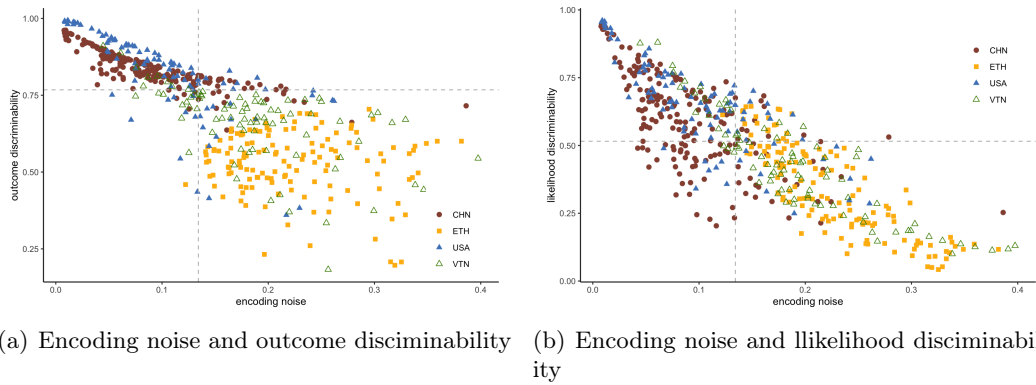 1.00
0.75
0.50
0.25
outcome discriminability
0.0
0.1
0.2
0.3
0.4
encoding noise
CHN
ETH
USA
VTN
1.00
0.75
0.50
0.25
0.00
likelihood discriminability
0.0
0.1
0.2
0.3
0.4
encoding noise
CHN
ETH
USA
VTN
a) Encoding noise and outcome disciminability
(b) Encoding noise and llikelihood disciminabi
ity